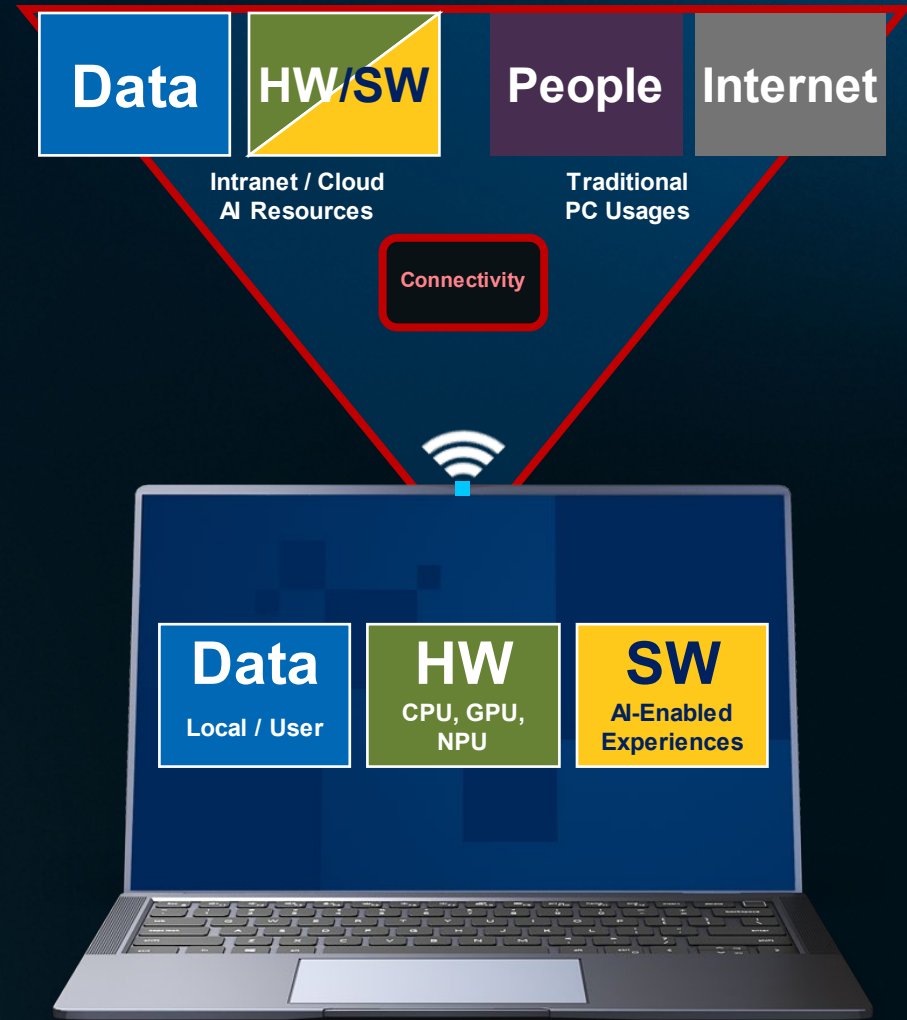 Data
HW/SW
People
Internet
Intranet / Cloud
AI Resources
Traditional
PC Usages
Connectivity
Data
Local / User
HW
CPU, GPU,
NPU
SW
AI-Enabled
Experiences